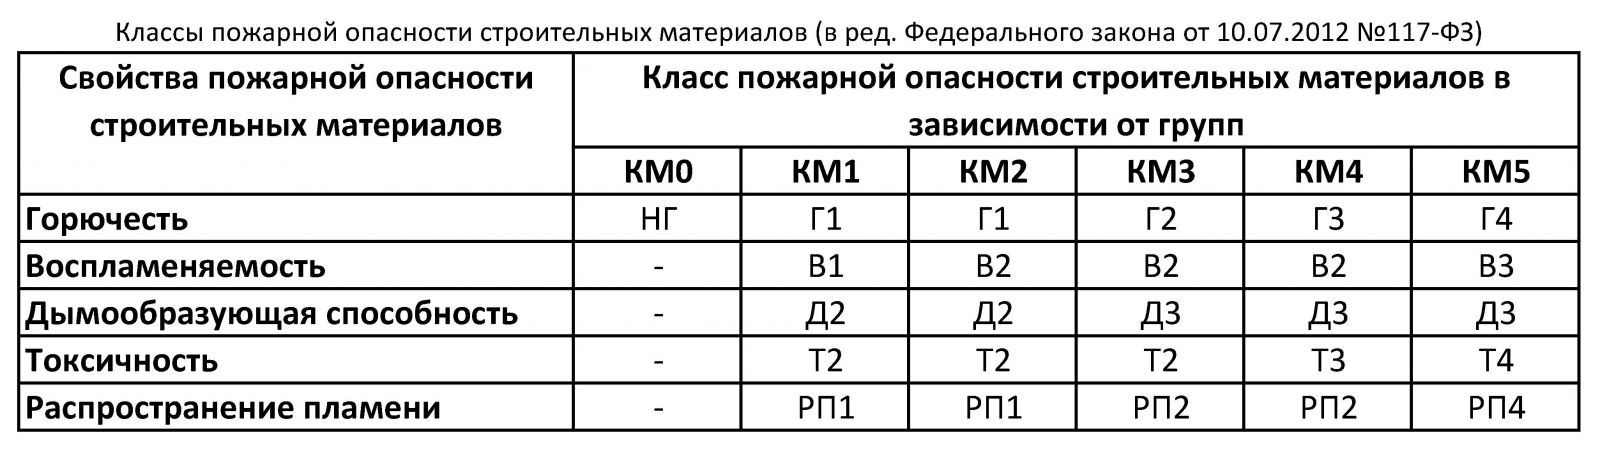 Классы пожарной опасности строительных материалов (в ред. Федерального закона от 10.07.2012 №117-ФЗ)
Свойства пожарной опасности строительных материалов
Класс пожарной опасности строительных материалов в зависимости от групп
КМ0 КМ1 КМ2 КМ3 КМ4 КМ5
Горючесть НГ Г1 Г1 Г2 Г3 Г4
Воспламеняемость - В1 В2 В2 В2 В3
Дымообразующая способность - Д2 Д2 Д3 Д3 Д3
Токсичность - Т2 Т2 Т2 Т3 Т4
Распространение пламени - РП1 РП1 РП2 РП2 РП4